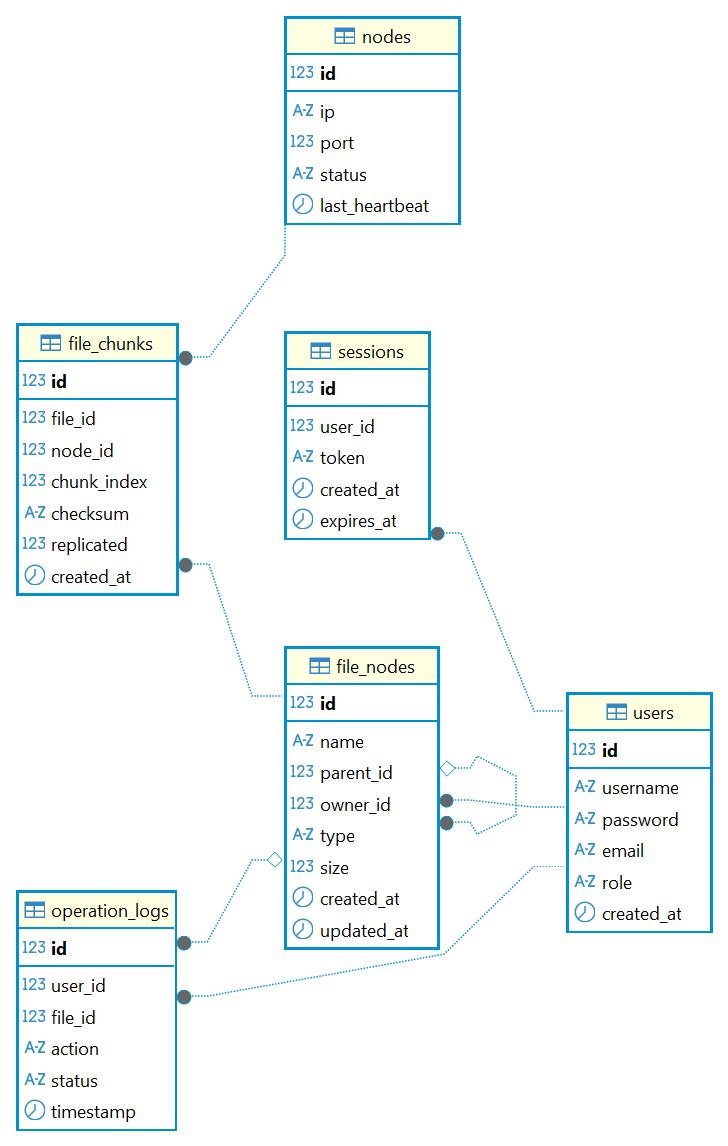 nodes
123 id
A-Z ip
123 port
A-Z status
last_heartbeat
file_chunks
123 id
123 file_id
123 node_id
123 chunk_index
A-Z checksum
123 replicated
created_at
sessions
123 id
123 user_id
A-Z token
created_at
expires_at
file_nodes
123 id
A-Z name
123 parent_id
123 owner_id
A-Z type
123 size
created_at
updated_at
users
123 id
A-Z username
A-Z password
A-Z email
A-Z role
created_at
operation_logs
123 id
123 user_id
123 file_id
A-Z action
A-Z status
timestamp